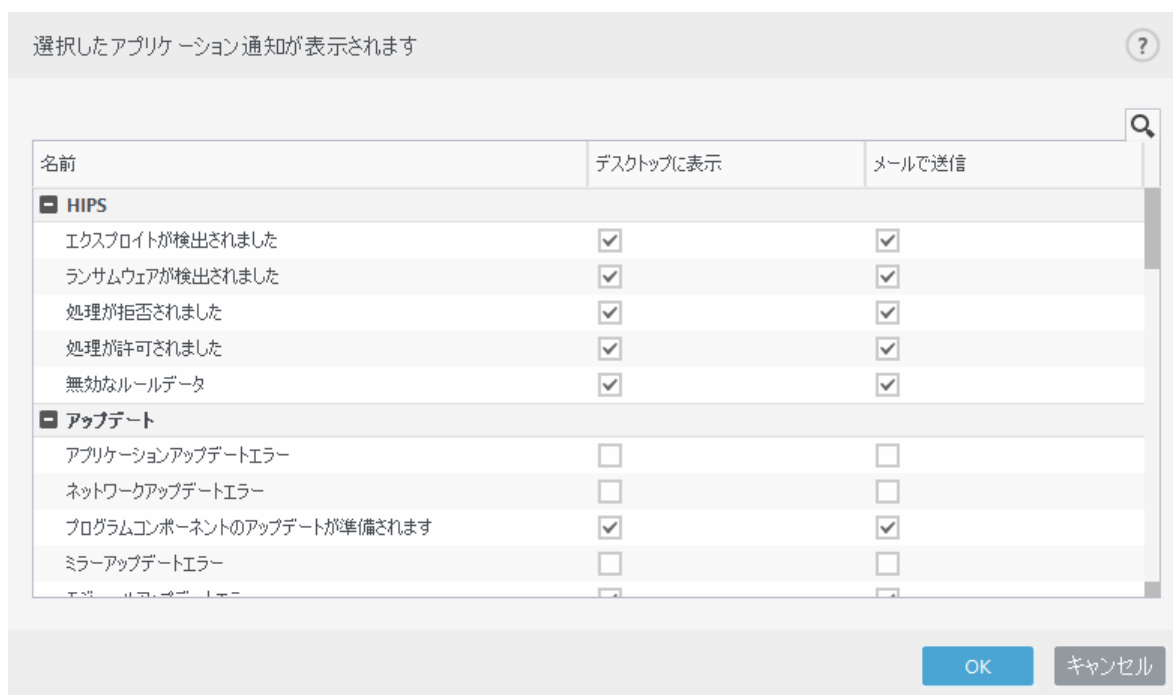 選択したアプリケーション通知が表示されます
?
名前 デスクトップに表示 メールで送信
HIPS
エクスプロイトが検出されました
ランサムウェアが検出されました
処理が拒否されました
処理が許可されました
無効なルールデータ
アップデート
アプリケーションアップデートエラー
ネットワークアップデートエラー
プログラムコンポーネントのアップデートが準備されます
ミラーアップデートエラー
OK キャンセル